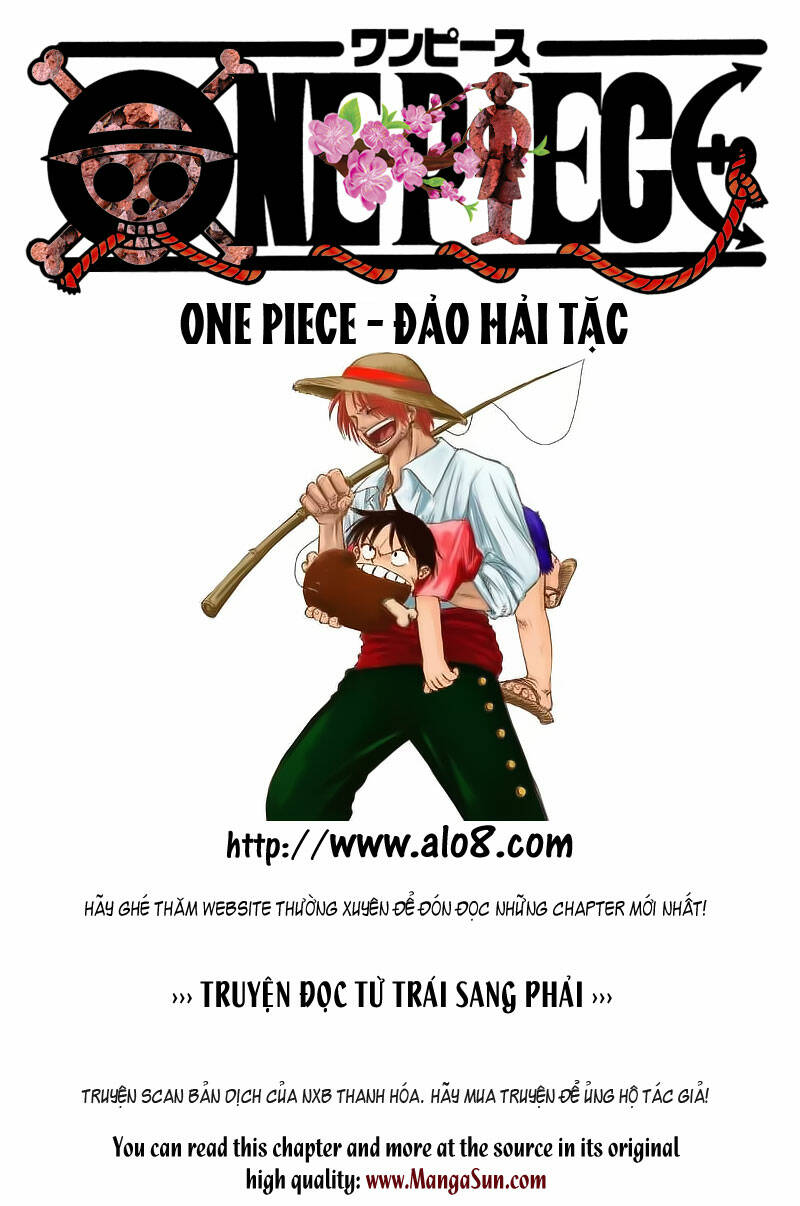 ワンピース
ONE PIECE
ONE PIECE - ĐẢO HẢI TẶC
http://www.alo8.com
HÃY GHÉ THĂM WEBSITE THƯỜNG XUYÊN ĐỂ ĐÓN ĐỌC NHỮNG CHAPTER MỚI NHẤT!
››› TRUYỆN ĐỌC TỪ TRÁI SANG PHẢI ›››
TRUYỆN SCAN BẢN DỊCH CỦA NXB THANH HÓA. HÃY MUA TRUYỆN ĐỂ ỦNG HỘ TÁC GIẢ!
You can read this chapter and more at the source in its original
high quality: www.MangaSun.com